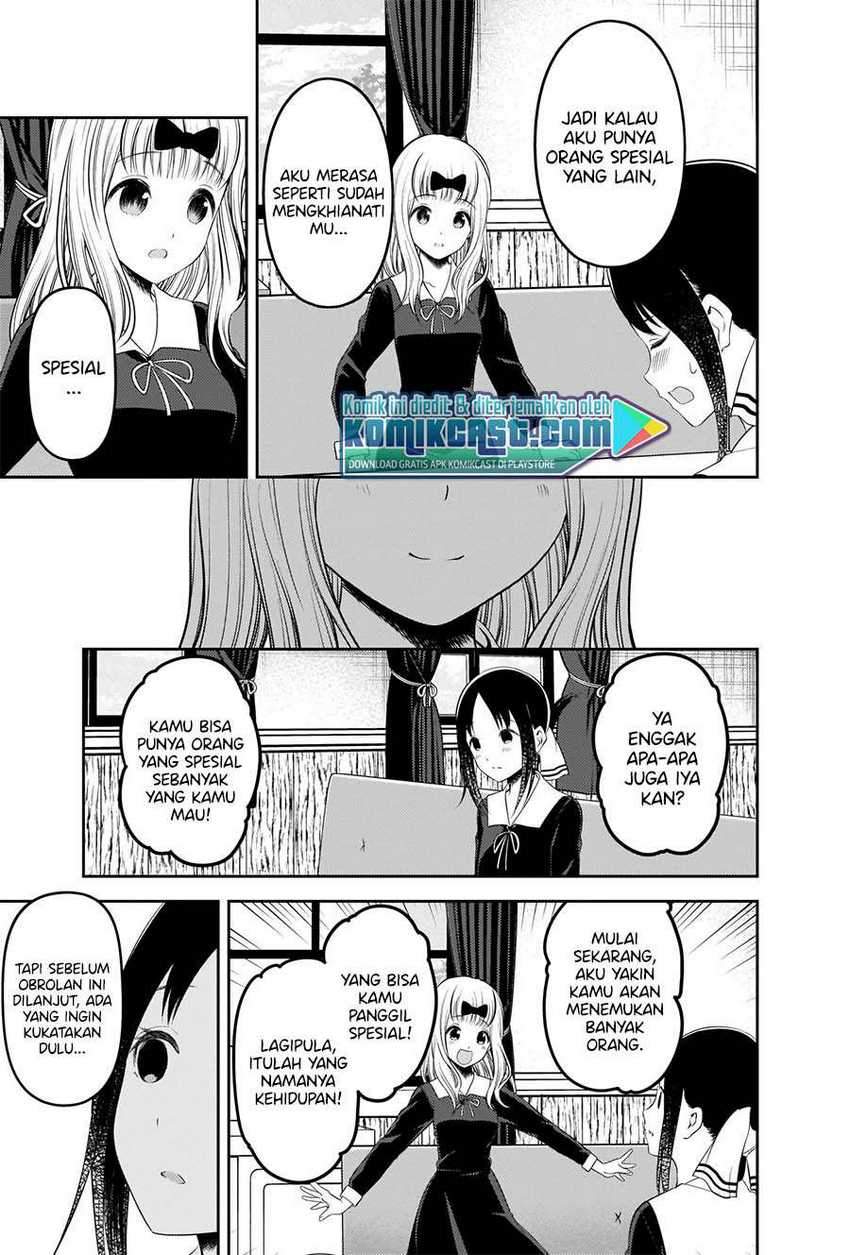 JADI KALAU
AKU PUNYA
ORANG SPESIAL
YANG LAIN,
AKU MERASA
SEPERTI SUDAH
MENGKHIANATI
MU...
SPESIAL
...
Komik ini diedit & diterjemahkan oleh
KOMIKCAST.COM
DOWNLOAD GRATIS APK KOMIKCAST DI PLAYSTORE
YA
ENGGAK
APA-APA
JUGA IYA
KAN?
KAMU BISA
PUNYA ORANG
YANG SPESIAL
SEBANYAK
YANG KAMU
MAU!
MULAI
SEKARANG,
AKU YAKIN
KAMU AKAN
MENEMUKAN
BANYAK
ORANG.
YANG BISA
KAMU
PANGGIL
SPESIAL!
LAGIPULA,
ITULAH YANG
NAMANYA
KEHIDUPAN!
TAPI SEBELUM
OBROLAN INI
DILANJUT, ADA
YANG INGIN
KUKATAKAN
DULU...